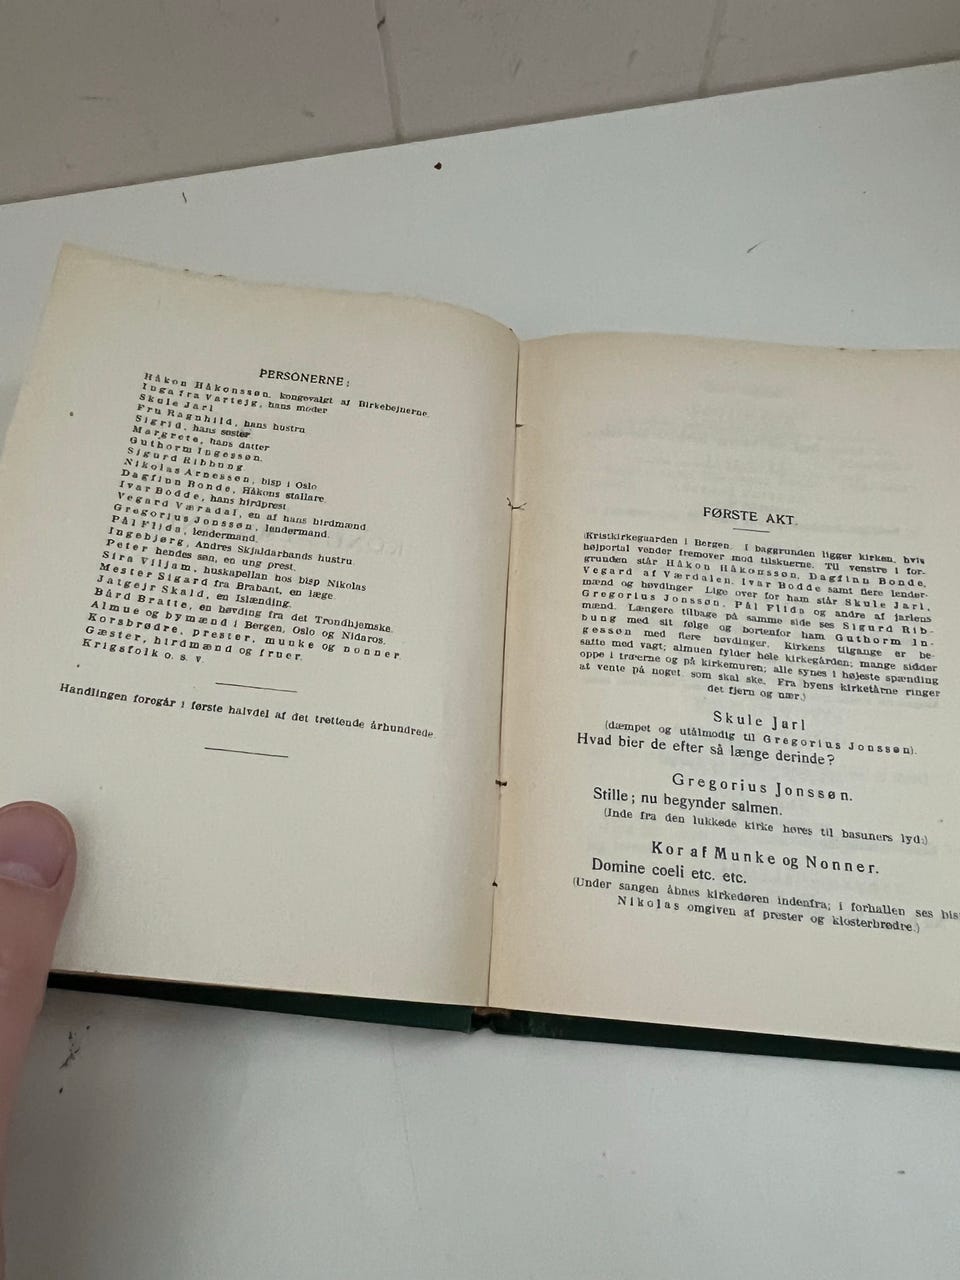 PERSONERNE:
Håkon Håkonssøn, kongevalgt af Birkebejnerne.
Inga fra Vartejg, hans moder
Skule Jarl
Fru Ragnhild, hans hustru
Sigrid, hans søster
Margrete, hans datter
Guthorm Ingessøn.
Sigurd Ribbung
Nikolas Arnessøn, bisp i Oslo
Dagfinn Bonde, Håkons stallare.
Ivar Bodde, hans hirdprest
Vegard Væradal, en af hans hirdmænd
Gregorius Jonssøn, lendermand.
Pål Flida, lendermand.
Ingebjørg, Andres Skjaldarbands hustru
Peter hendes søn, en ung prest.
Sira Viljam, huskapellan hos bisp Nikolas
Mester Sigard fra Brabant, en læge.
Jatgejr Skald, en Islænding.
Bård Bratte, en høvding fra det Trondhjemske.
Almue og bymænd i Bergen, Oslo og Nidaros.
Korsbrødre, prester, munke og nonner
Gæster, hirdmænd og fruer.
Krigsfolk o. s. v.
Handlingen foregår i første halvdel af det trettende århundrede.
FØRSTE AKT.
(Kristkirkegaarden i Bergen. I baggrunden ligger kirken, hvis
højportal vender fremover mod tilskuerne. Til venstre i for-
grunden står Håkon Håkonssøn, Dagfinn Bonde,
Vegard af Værdalen, Ivar Bodde samt flere lender-
mænd og høvdinger Lige over for ham står Skule Jarl,
Gregorius Jonssøn, Pål Flida og andre af jarlens
mænd. Længere tilbage på samme side ses Sigurd Rib-
bung med sit følge og bortenfor ham Guthorm In-
gessøn med flere høvdinger. Kirkens tilgange er be-
satte med vagt; almuen fylder hele kirkegården; mange sidder
oppe i træerne og på kirkemuren; alle synes i højeste spænding
at vente på noget, som skal ske. Fra byens kirketårne ringer
det fjern og nær.)
Skule Jarl
(dæmpet og utålmodig til Gregorius Jonssøn).
Hvad bier de efter så længe derinde?
Gregorius Jonssøn.
Stille; nu begynder salmen.
(Inde fra den lukkede kirke høres til basuners lyd:)
Kor af Munke og Nonner.
Domine coeli etc. etc.
(Under sangen åbnes kirkedøren indenfra; i forhallen ses bis
Nikolas omgiven af prester og klosterbrødre.)